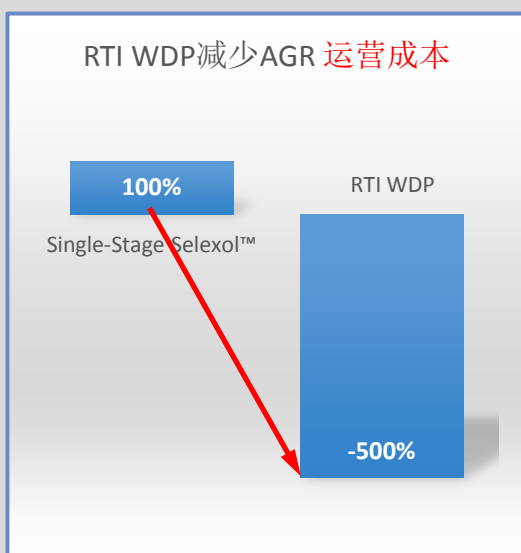 RTI WDP减少AGR 运营成本
100%
RTI WDP
Single-Stage Selexol™
-500%